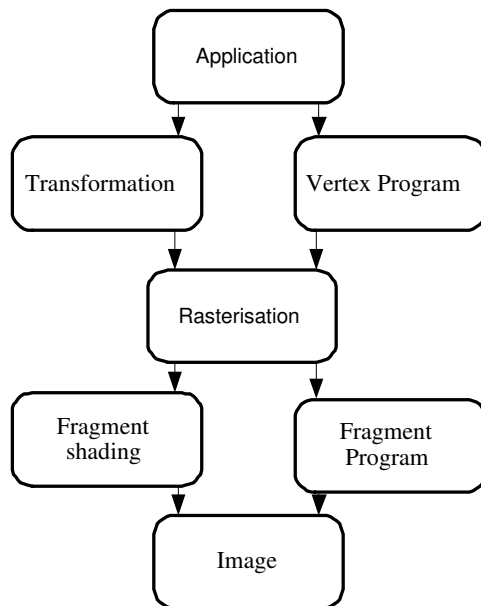 Application
Transformation
Vertex Program
Rasterisation
Fragment
shading
Fragment
Program
Image